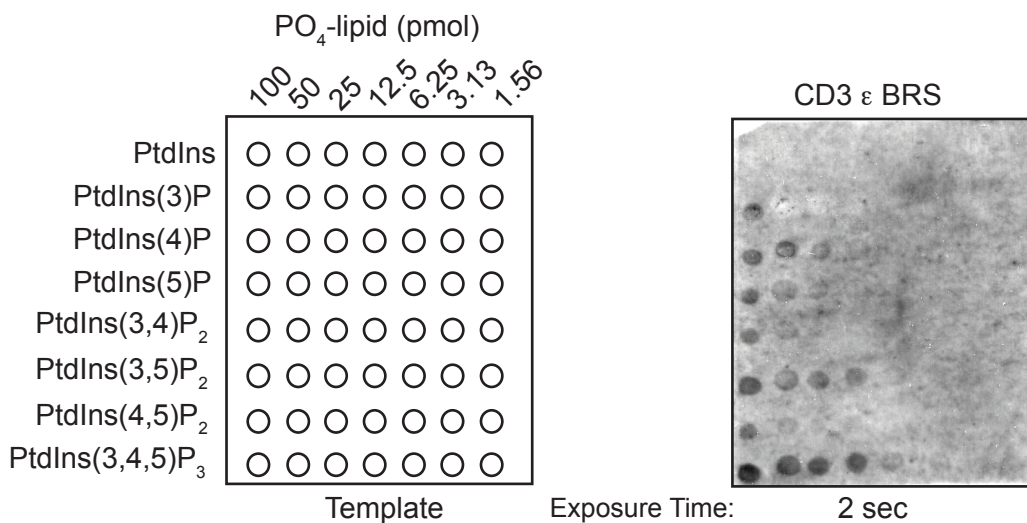 PO₄-lipid (pmol)
100 50 25 12.5 6.25 3.13 1.56
CD3 ε BRS
PtdIns
PtdIns(3)P
PtdIns(4)P
PtdIns(5)P
PtdIns(3,4)P₂
PtdIns(3,5)P₂
PtdIns(4,5)P₂
PtdIns(3,4,5)P₃
Template
Exposure Time: 2 sec